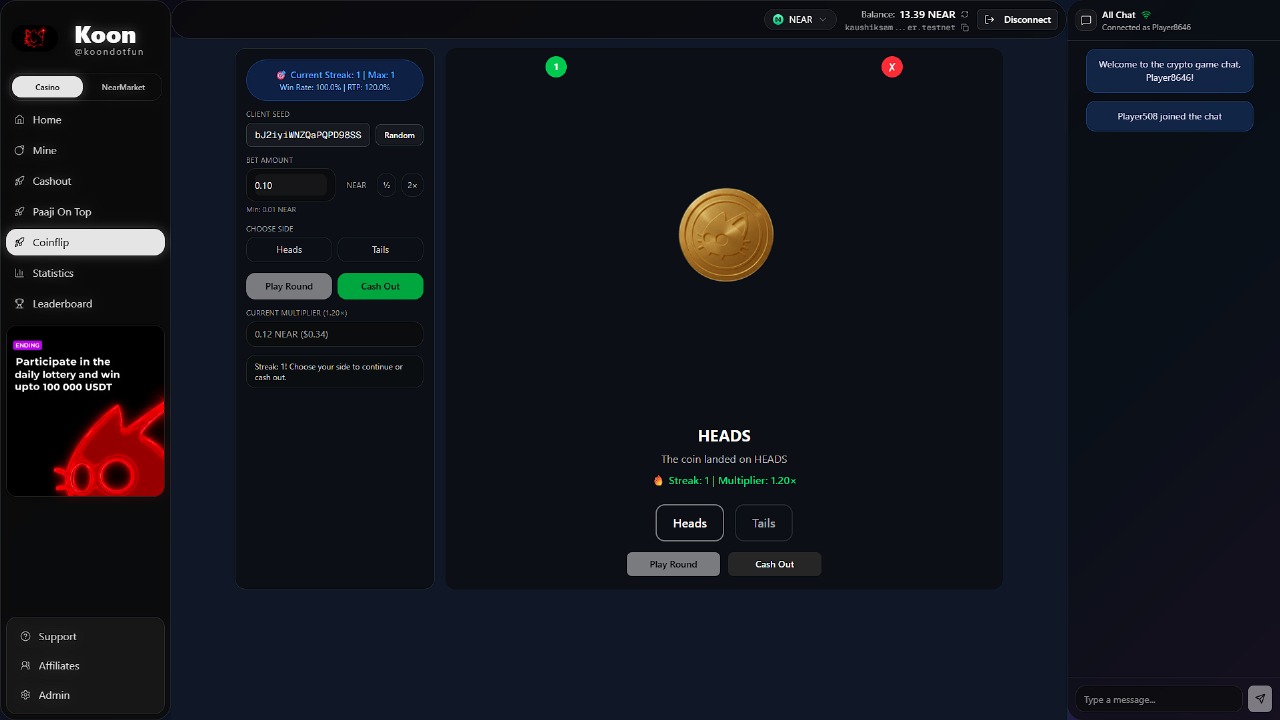 Koon
@koondotfun
Casino
NearMarket
Home
Mine
Cashout
Paaji On Top
Coinflip
Statistics
Leaderboard
ENDING
Participate in the
daily lottery and win
upto 100 000 USDT
Support
Affiliates
Admin
NEAR
Balance: 13.39 NEAR
kaushiksam...er.testnet
Disconnect
🎯 Current Streak: 1 | Max: 1
Win Rate: 100.0% | RTP: 120.0%
CLIENT SEED
bJ2iyiWNZQaPQPD98SS
Random
BET AMOUNT
0.10
NEAR
½
2×
Min: 0.01 NEAR
CHOOSE SIDE
Heads
Tails
Play Round
Cash Out
CURRENT MULTIPLIER (1.20×)
0.12 NEAR ($0.34)
Streak: 1! Choose your side to continue or
cash out.
1
X
HEADS
The coin landed on HEADS
🔥 Streak: 1 | Multiplier: 1.20×
Heads
Tails
Play Round
Cash Out
All Chat
Connected as Player8646
Welcome to the crypto game chat,
Player8646!
Player508 joined the chat
Type a message...